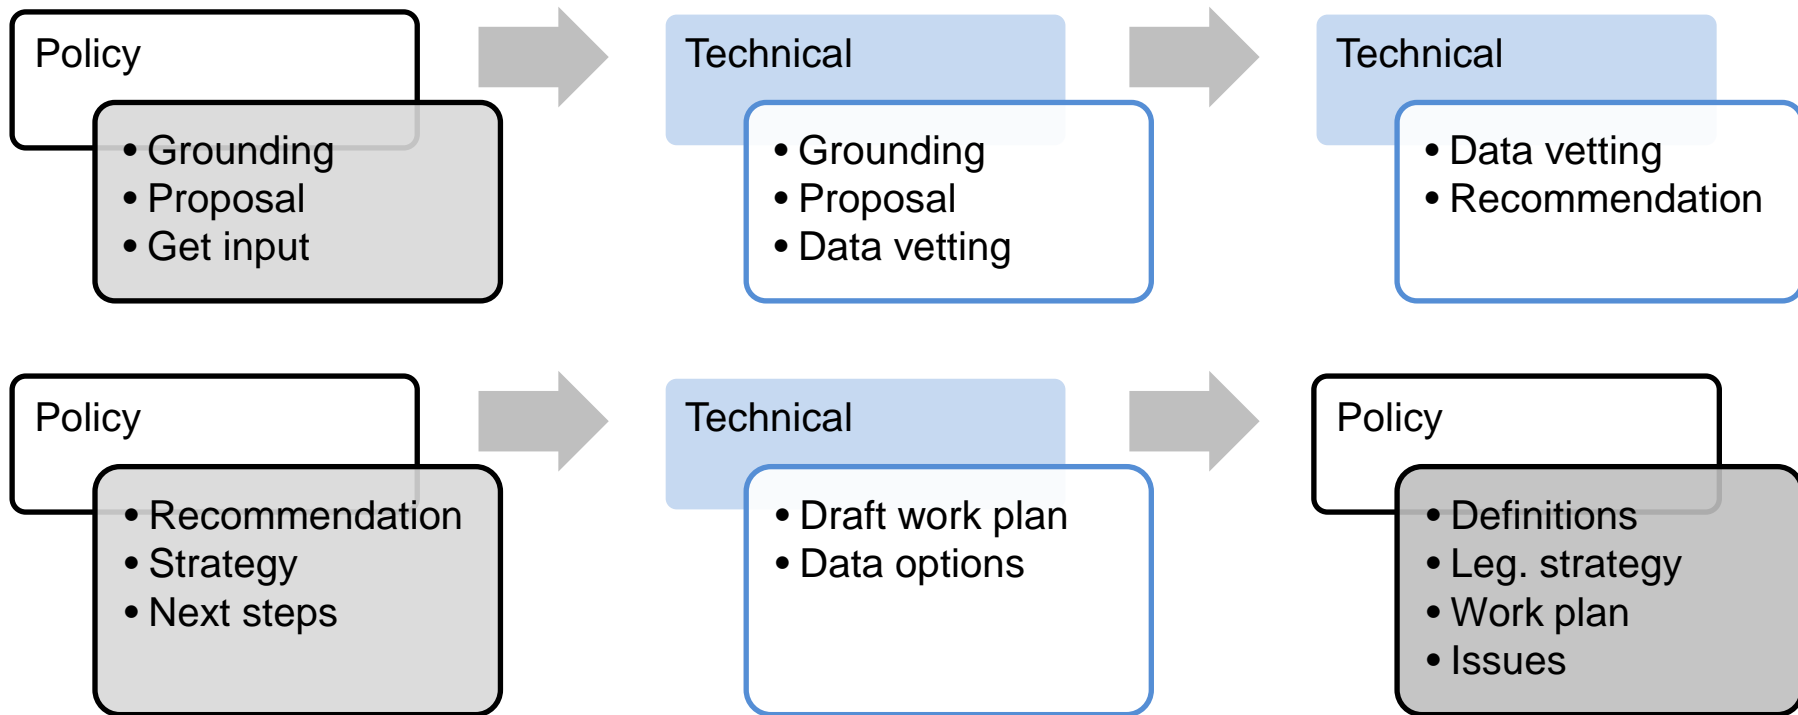 Policy
• Grounding
• Proposal
• Get input
Technical
• Grounding
• Proposal
• Data vetting
Technical
• Data vetting
• Recommendation
Policy
• Recommendation
• Strategy
• Next steps
Technical
• Draft work plan
• Data options
Policy
• Definitions
• Leg. strategy
• Work plan
• Issues